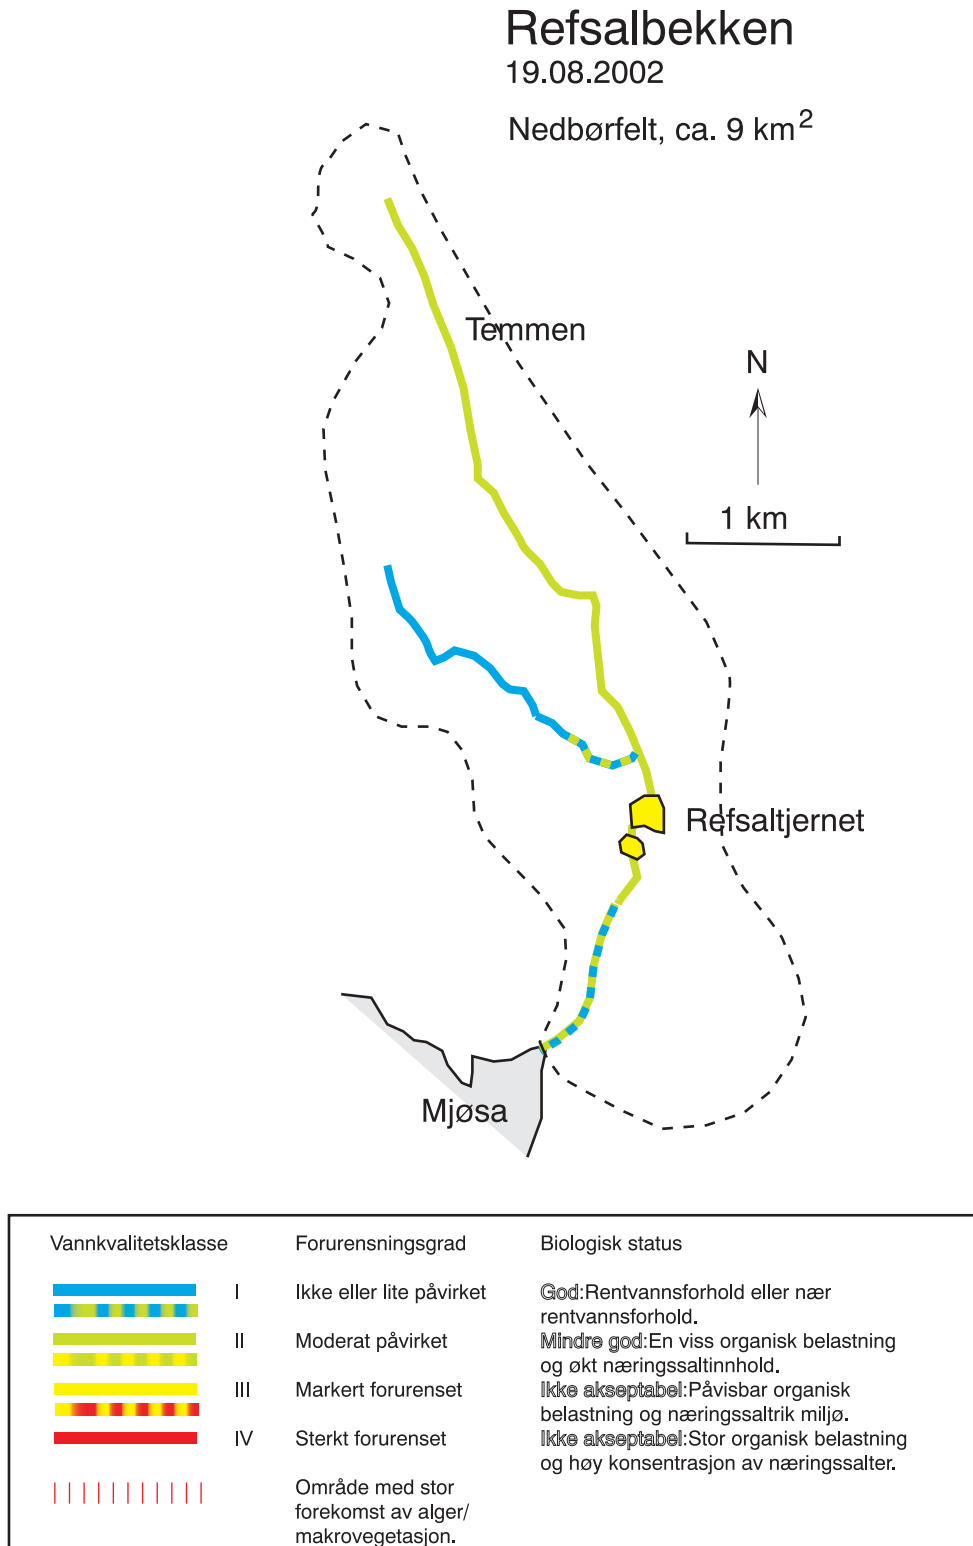 Refsalbekken
19.08.2002
Nedbørfelt, ca. 9 km²
Temmen
N
1 km
Refsaltjernet
Mjøsa
Vannkvalitetsklasse
Forurensningsgrad
Biologisk status
I
Ikke eller lite påvirket
God:Rentvannsforhold eller nær
rentvannsforhold.
II
Moderat påvirket
Mindre god:En viss organisk belastning
og økt næringssaltinnhold.
III
Markert forurenset
Ikke akseptabel:Påvisbar organisk
belastning og næringssaltrik miljø.
IV
Sterkt forurenset
Ikke akseptabel:Stor organisk belastning
og høy konsentrasjon av næringssalter.
Område med stor
forekomst av alger/
makrovegetasjon.